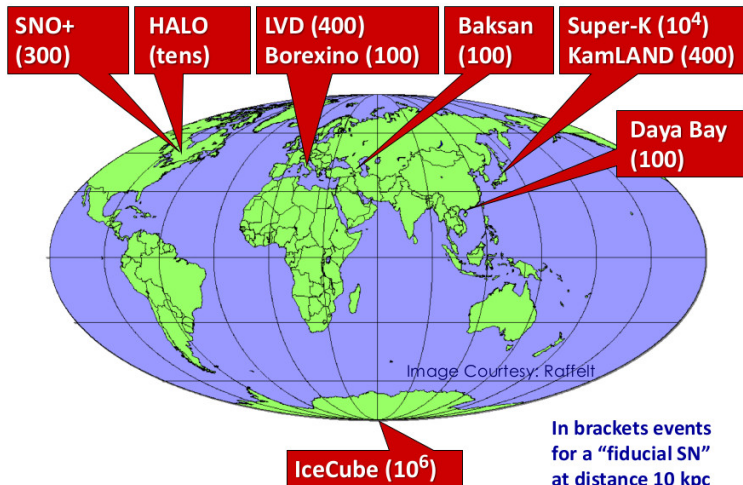 SNO+
(300)
HALO
(tens)
LVD (400)
Borexino (100)
Baksan
(100)
Super-K (10⁴)
KamLAND (400)
Daya Bay
(100)
Image Courtesy: Raffelt
IceCube (10⁶)
In brackets events
for a “fiducial SN”
at distance 10 kpc